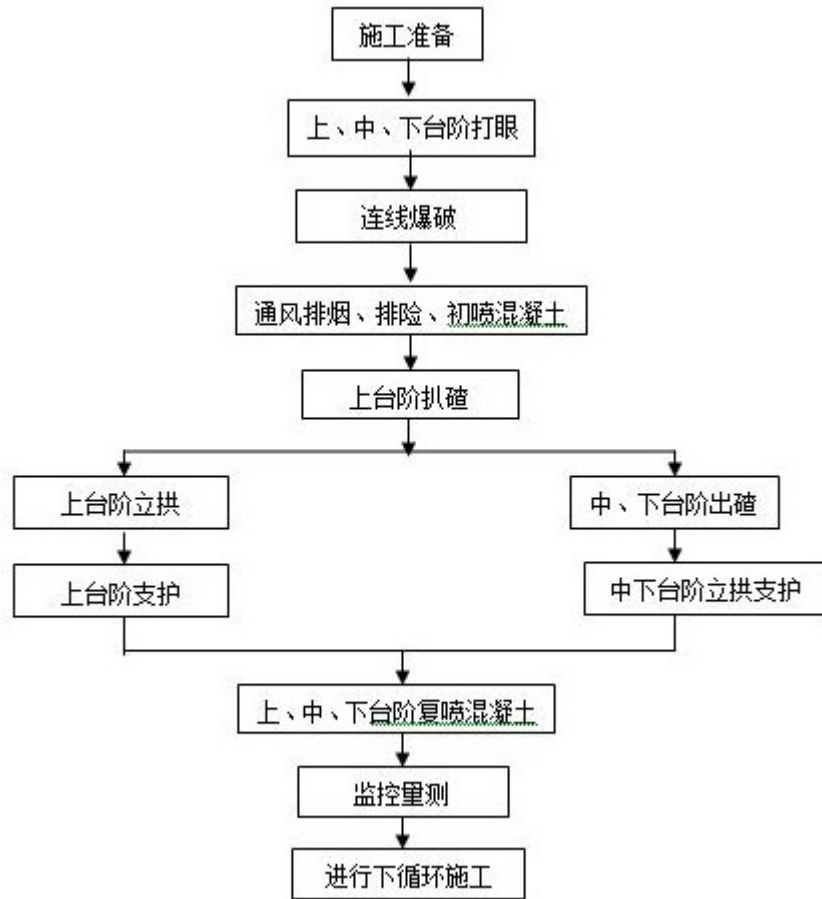 施工准备
上、中、下台阶打眼
连线爆破
通风排烟、排险、初喷混凝土
上台阶扒碴
上台阶立拱
中、下台阶出碴
上台阶支护
中下台阶立拱支护
上、中、下台阶复喷混凝土
监控量测
进行下循环施工